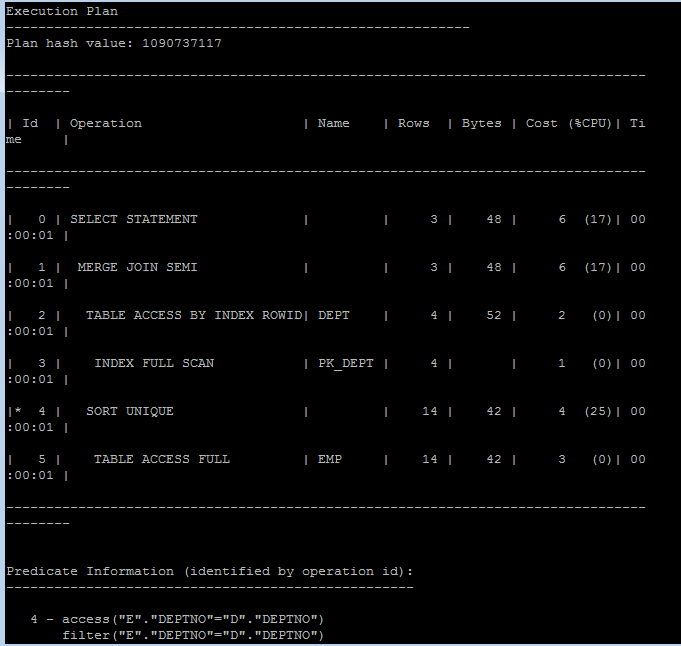 Execution Plan
----------------------------------------------------------
Plan hash value: 1090737117

--------------------------------------------------------------------------------
--------

| Id  | Operation                    | Name    | Rows  | Bytes | Cost (%CPU)| Ti
me     |

--------------------------------------------------------------------------------
--------

|   0 | SELECT STATEMENT             |         |     3 |    48 |     6  (17)| 00
:00:01 |

|   1 |  MERGE JOIN SEMI             |         |     3 |    48 |     6  (17)| 00
:00:01 |

|   2 |   TABLE ACCESS BY INDEX ROWID| DEPT    |     4 |    52 |     2   (0)| 00
:00:01 |

|   3 |    INDEX FULL SCAN           | PK_DEPT |     4 |       |     1   (0)| 00
:00:01 |

|*  4 |   SORT UNIQUE                |         |    14 |    42 |     4  (25)| 00
:00:01 |

|   5 |    TABLE ACCESS FULL         | EMP     |    14 |    42 |     3   (0)| 00
:00:01 |

--------------------------------------------------------------------------------
--------


Predicate Information (identified by operation id):
---------------------------------------------------

   4 - access("E"."DEPTNO"="D"."DEPTNO")
       filter("E"."DEPTNO"="D"."DEPTNO")